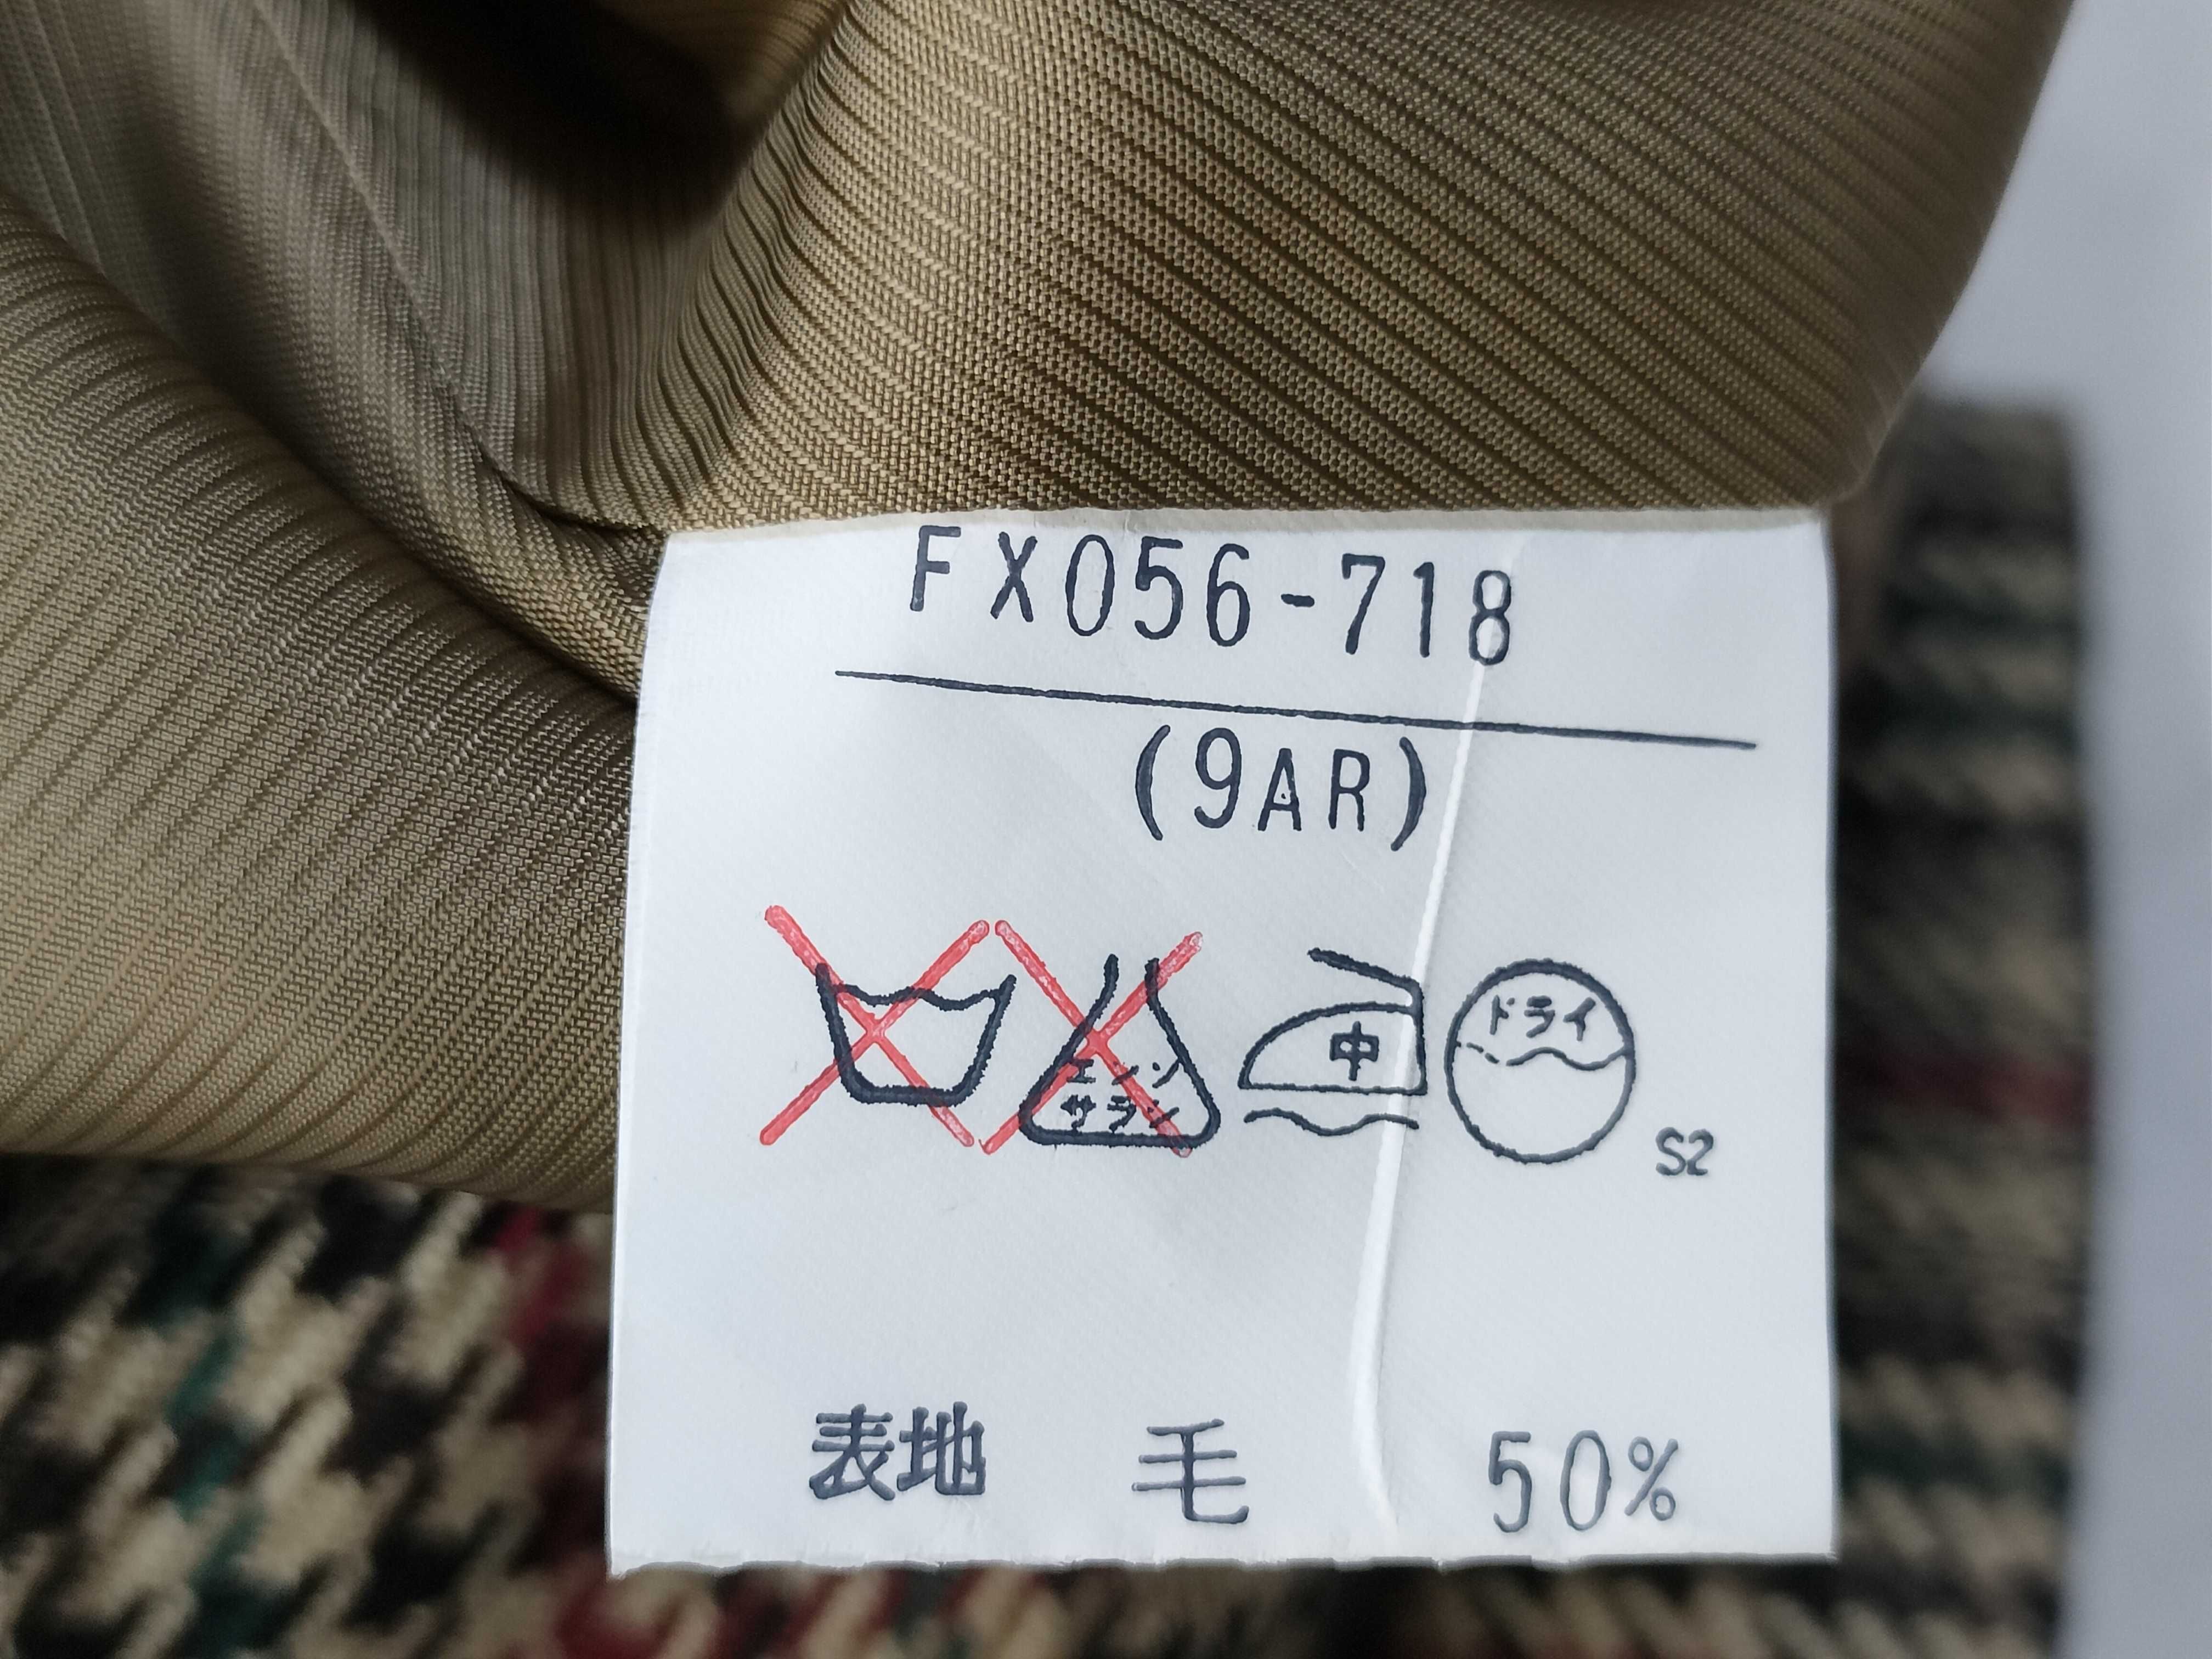 FX056-718
(9AR)
エンソ
サラシ
中
ドライ
S2
表地 毛 50%